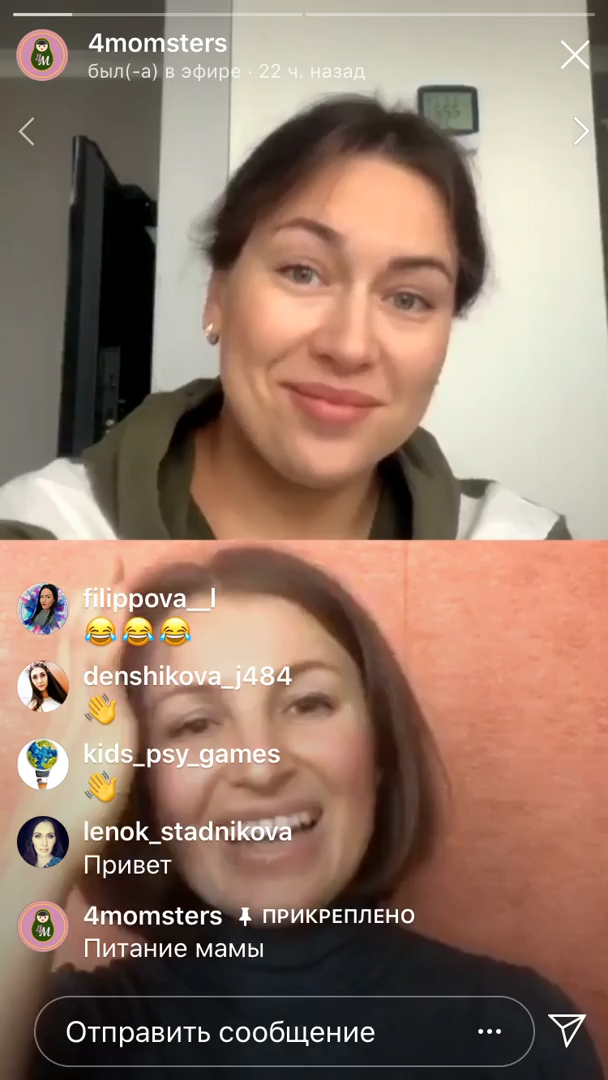 4momsters
был(-а) в эфире · 22 ч. назад
filippova__l
😂😂😂
denshikova_j484
👋
kids_psy_games
👋
lenok_stadnikova
Привет
4momsters ПРИКРЕПЛЕНО
Питание мамы
Отправить сообщение